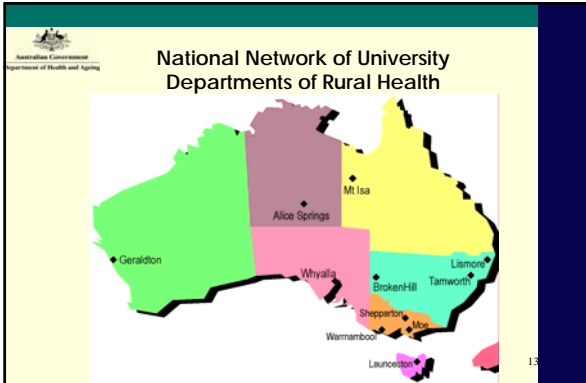 Australian Government
Department of Health and Ageing
National Network of University
Departments of Rural Health
Mt Isa
Alice Springs
Geraldton
Whyalla
Lismore
Tamworth
BrokenHill
Shepparton
Moe
Warrnambool
Launceston
13